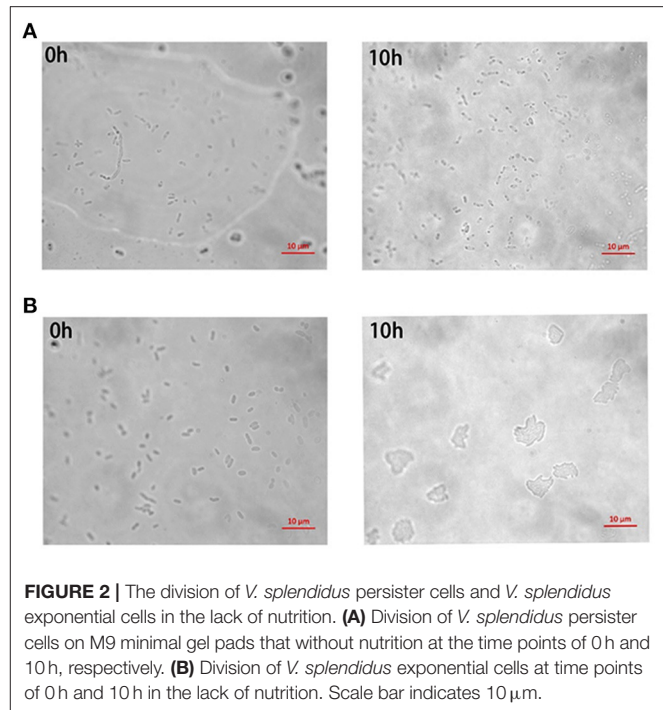 A
0h
10h
10 μm
10 μm
B
0h
10h
10 μm
10 μm
FIGURE 2 | The division of V. splendidus persister cells and V. splendidus
exponential cells in the lack of nutrition. (A) Division of V. splendidus persister
cells on M9 minimal gel pads that without nutrition at the time points of 0 h and
10 h, respectively. (B) Division of V. splendidus exponential cells at time points
of 0 h and 10 h in the lack of nutrition. Scale bar indicates 10 μm.